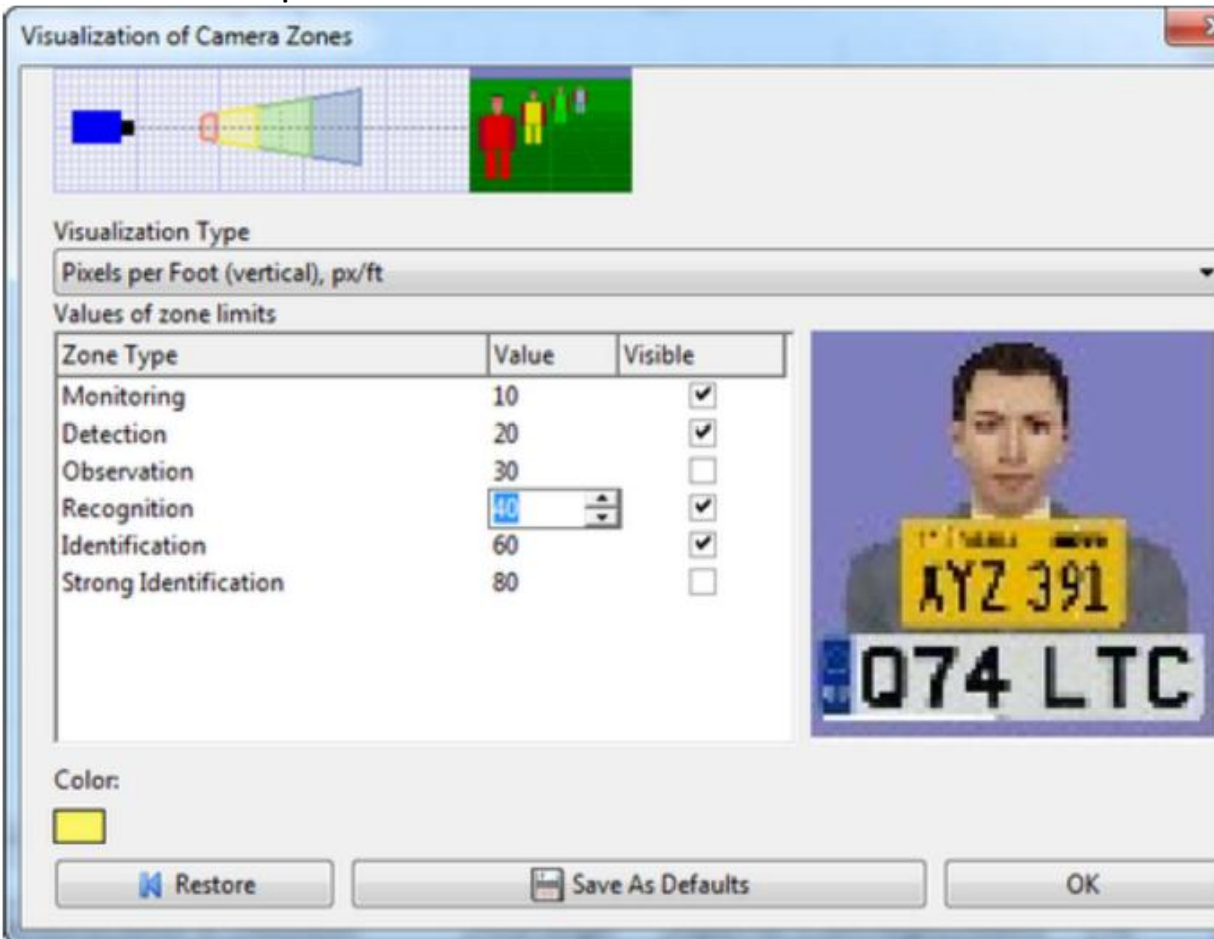 Visualization of Camera Zones
Visualization Type
Pixels per Foot (vertical), px/ft
Values of zone limits
Zone Type Value Visible
Monitoring 10
Detection 20
Observation 30
Recognition 40
Identification 60
Strong Identification 80
XYZ 391
Q74 LTC
Color:
Restore Save As Defaults OK